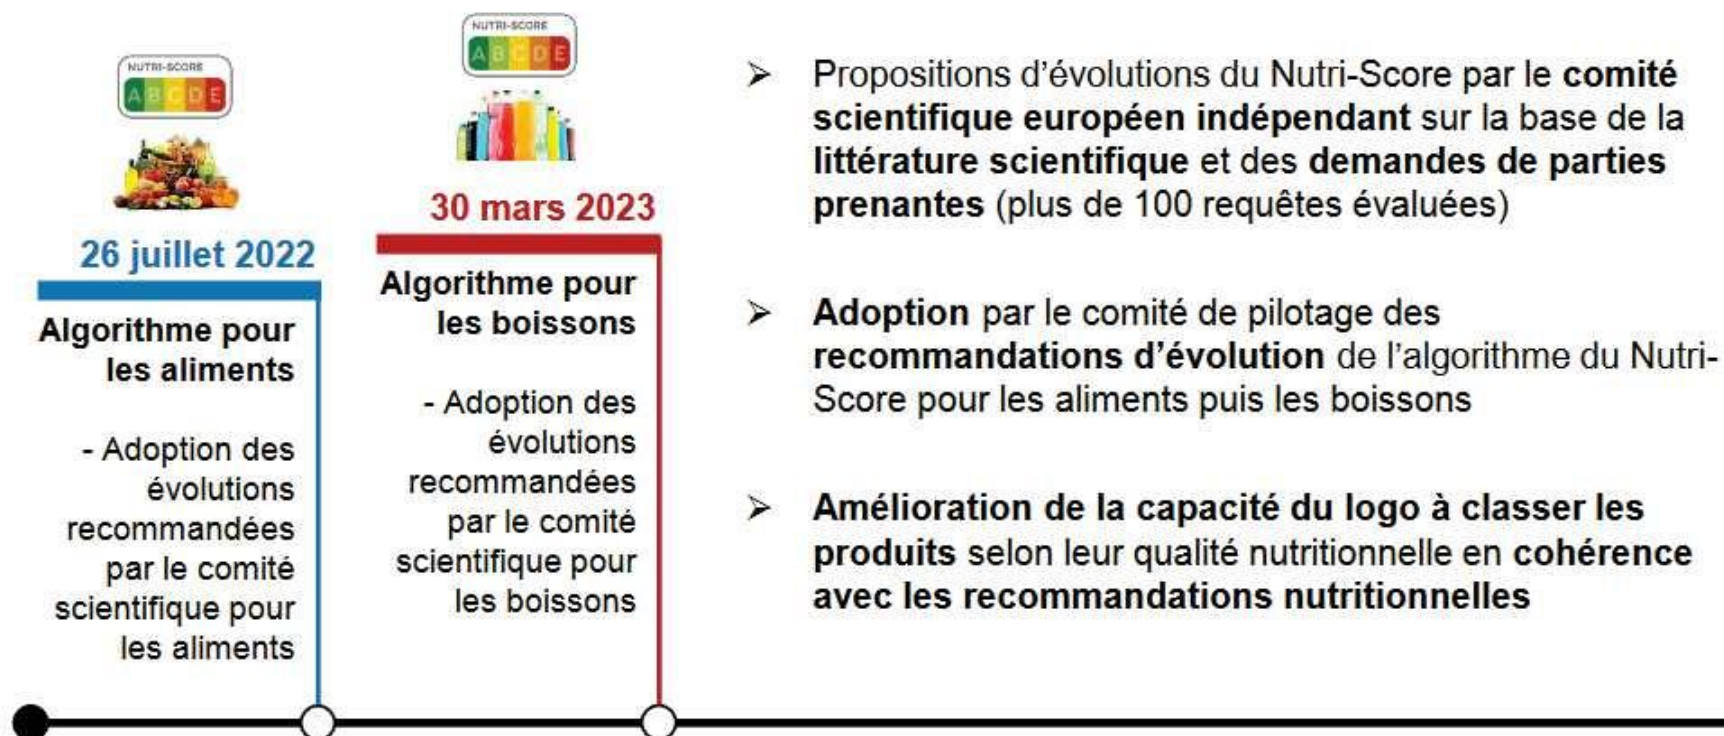 NUTRI-SCORE
A B C D E
26 juillet 2022
Algorithme pour
les aliments
- Adoption des
évolutions
recommandées
par le comité
scientifique pour
les aliments
NUTRI-SCORE
A B C D E
30 mars 2023
Algorithme pour
les boissons
- Adoption des
évolutions
recommandées
par le comité
scientifique pour
les boissons
➢ Propositions d’évolutions du Nutri-Score par le comité
scientifique européen indépendant sur la base de la
littérature scientifique et des demandes de parties
prenantes (plus de 100 requêtes évaluées)
➢ Adoption par le comité de pilotage des
recommandations d’évolution de l’algorithme du Nutri-
Score pour les aliments puis les boissons
➢ Amélioration de la capacité du logo à classer les
produits selon leur qualité nutritionnelle en cohérence
avec les recommandations nutritionnelles